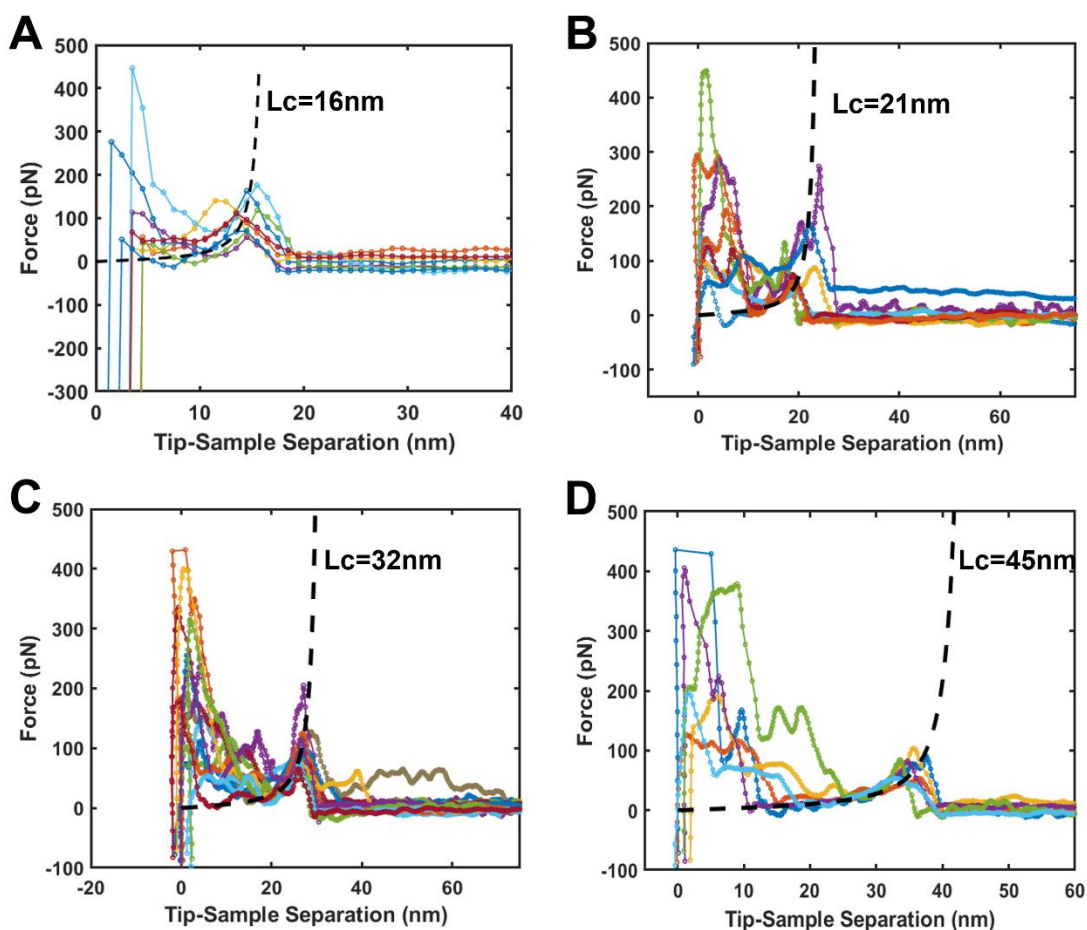 A
500
400
300
200
100
0
-100
-200
-300
Force (pN)
Lc=16nm
0 10 20 30 40
Tip-Sample Separation (nm)
B
500
400
300
200
100
0
-100
Force (pN)
Lc=21nm
0 20 40 60
Tip-Sample Separation (nm)
C
500
400
300
200
100
0
-100
Force (pN)
Lc=32nm
-20 0 20 40 60
Tip-Sample Separation (nm)
D
500
400
300
200
100
0
-100
Force (pN)
Lc=45nm
0 10 20 30 40 50 60
Tip-Sample Separation (nm)